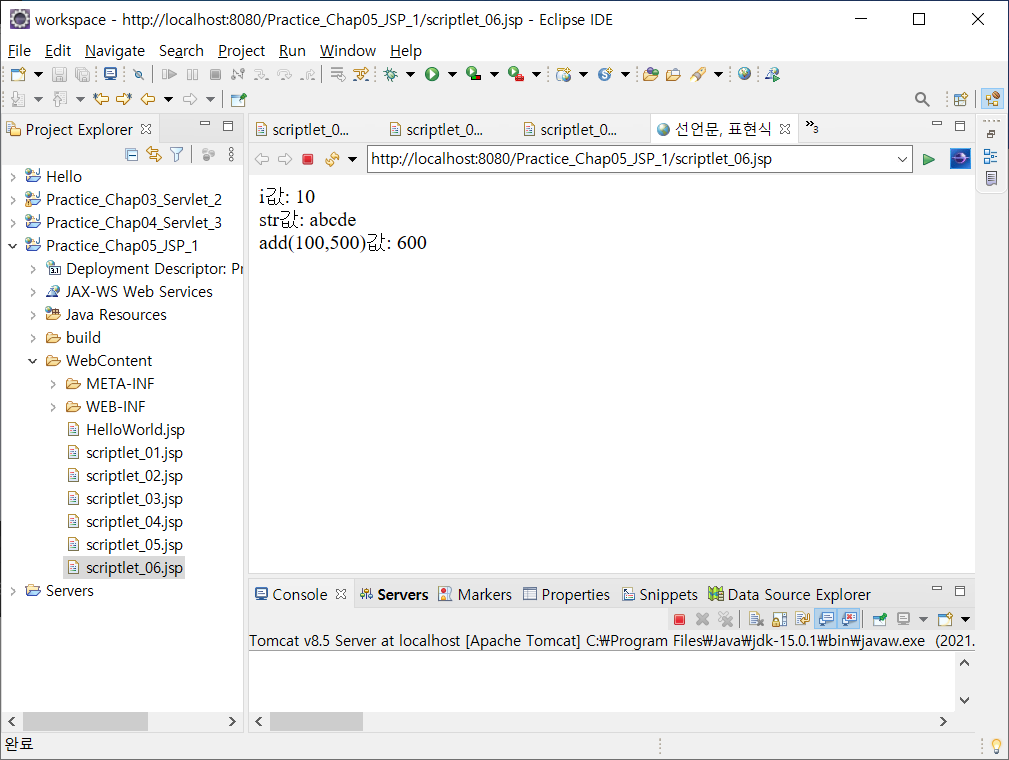 workspace - http://localhost:8080/Practice_Chap05_JSP_1/scriptlet_06.jsp - Eclipse IDE
File Edit Navigate Search Project Run Window Help
Project Explorer
Hello
Practice_Chap03_Servlet_2
Practice_Chap04_Servlet_3
Practice_Chap05_JSP_1
Deployment Descriptor: Pr
JAX-WS Web Services
Java Resources
build
WebContent
META-INF
WEB-INF
HelloWorld.jsp
scriptlet_01.jsp
scriptlet_02.jsp
scriptlet_03.jsp
scriptlet_04.jsp
scriptlet_05.jsp
scriptlet_06.jsp
Servers
scriptlet_0... scriptlet_0... scriptlet_0... 선언문, 표현식 »3
http://localhost:8080/Practice_Chap05_JSP_1/scriptlet_06.jsp
i값: 10
str값: abcde
add(100,500)값: 600
Console Servers Markers Properties Snippets Data Source Explorer
Tomcat v8.5 Server at localhost [Apache Tomcat] C:₩Program Files₩Java₩jdk-15.0.1₩bin₩javaw.exe (2021.
완료